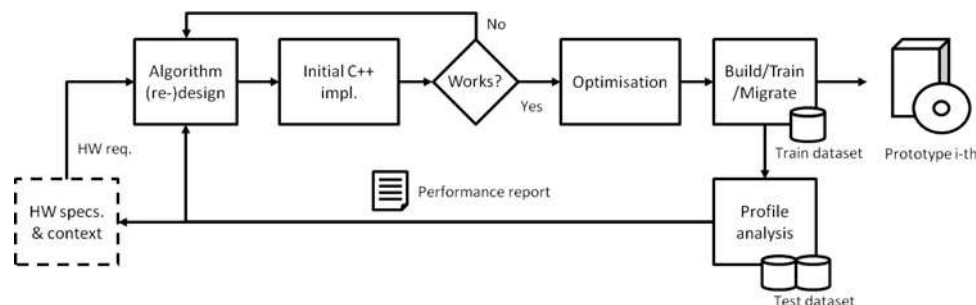 No
Algorithm
(re-)design
Initial C++
impl.
Works?
Yes
Optimisation
Build/Train
/Migrate
Train dataset
Prototype i-th
HW req.
HW specs.
& context
Performance report
Profile
analysis
Test dataset